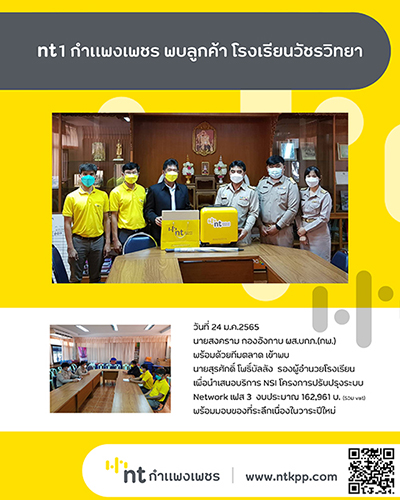 nt1 กำแพงเพชร พบลูกค้า โรงเรียนวัชรวิทยา
nt
nt
วันที่ 24 ม.ค.2565
นายสงคราม กองอังกาบ ผส.บภก.(กพ.)
พร้อมด้วยทีมตลาด เข้าพบ
นายสุรศักดิ์ โพธิ์บัลลัง รองผู้อำนวยโรงเรียน
เพื่อนำเสนอบริการ NSI โครงการปรับปรุงระบบ
Network เฟส 3 งบประมาณ 162,961 บ. (รวม vat)
พร้อมมอบของที่ระลึกเนื่องในวาระปีใหม่
nt กำแพงเพชร | www.ntkpp.com